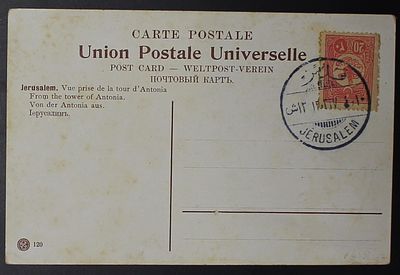 CARTE POSTALE
Union Postale Universelle
POST CARD — WELTPOST-VEREIN
ПОЧТОВЫЙ КАРТЪ.
Jerusalem. Vue prise de la tour d'Antonia
From the tower of Antonia.
Von der Antonia aus.
Іерусалимъ.
20
JERUSALEM
120